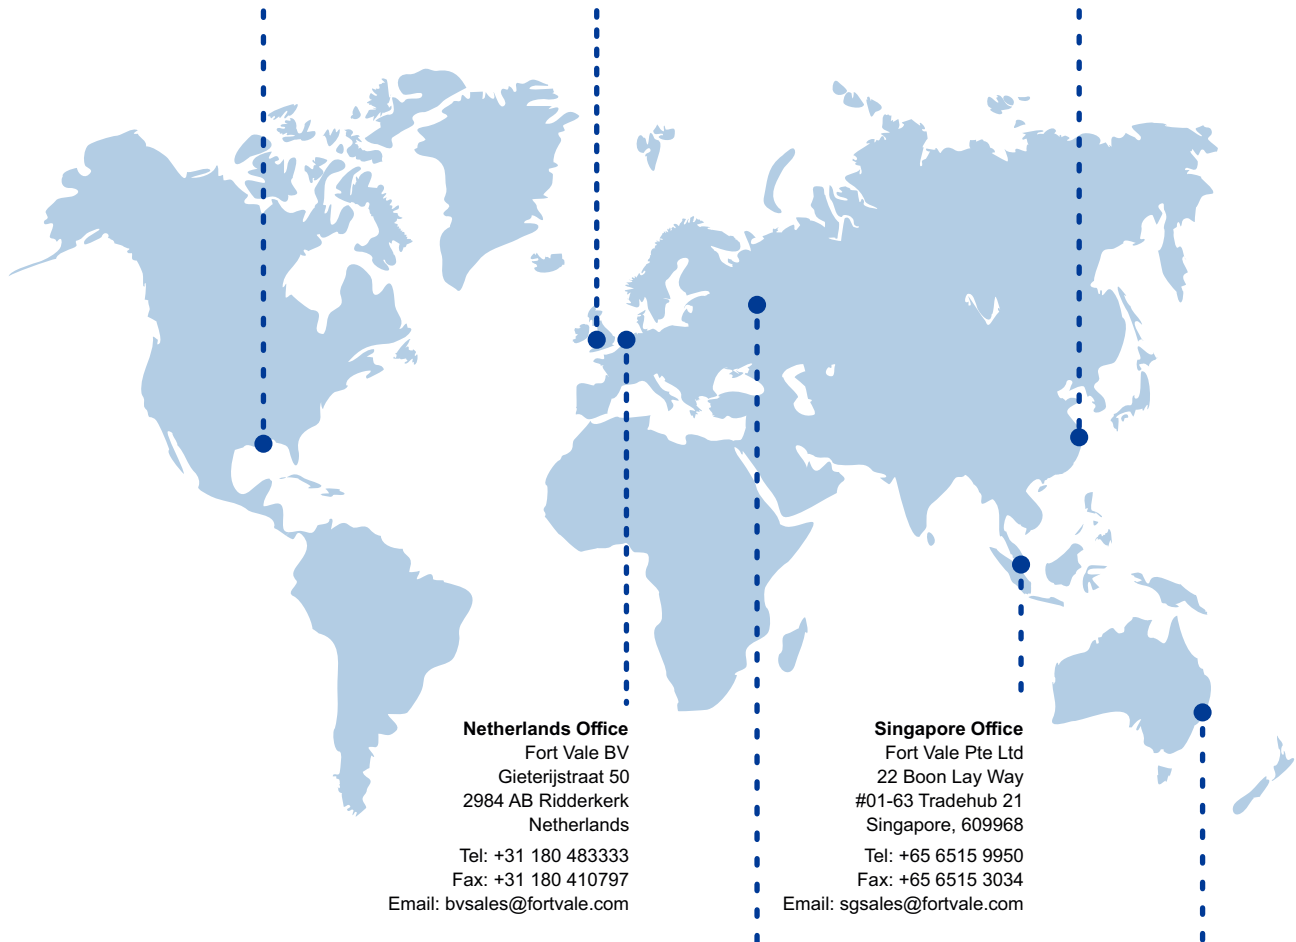 Netherlands Office
Fort Vale BV
Gieterijstraat 50
2984 AB Ridderkerk
Netherlands
Tel: +31 180 483333
Fax: +31 180 410797
Email: bvsales@fortvale.com
Singapore Office
Fort Vale Pte Ltd
22 Boon Lay Way
#01-63 Tradehub 21
Singapore, 609968
Tel: +65 6515 9950
Fax: +65 6515 3034
Email: sgsales@fortvale.com